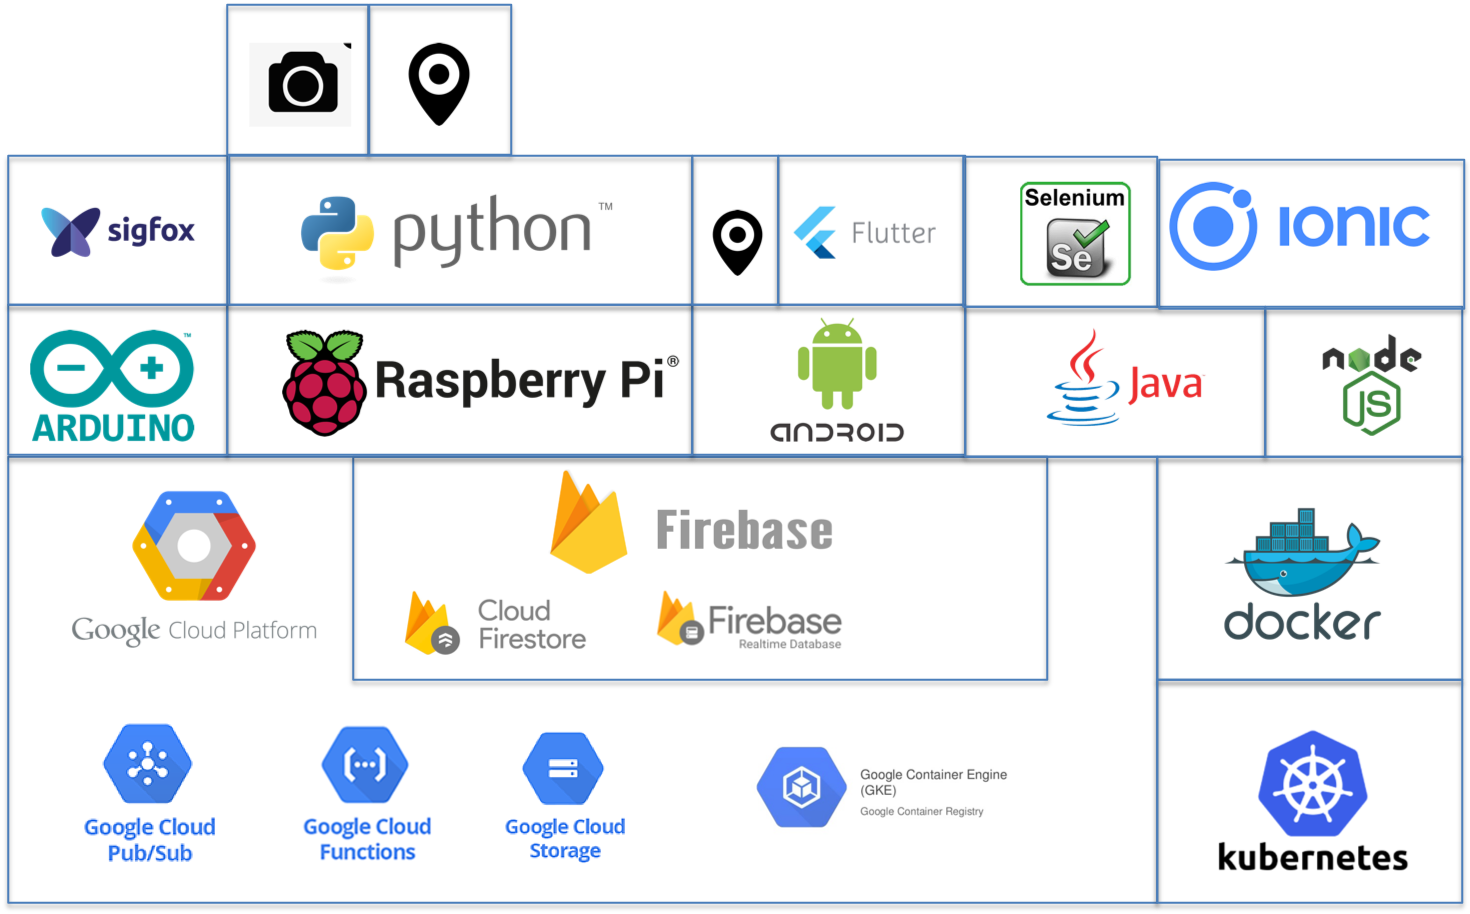 sigfox
python™
Flutter
Selenium
Se
IONIC
ARDUINO™
Raspberry Pi®
ANDROID
Java
node
JS
Google Cloud Platform
Firebase
Cloud
Firestore
Firebase
Realtime Database
docker
Google Cloud
Pub/Sub
Google Cloud
Functions
Google Cloud
Storage
Google Container Engine
(GKE)
Google Container Registry
kubernetes